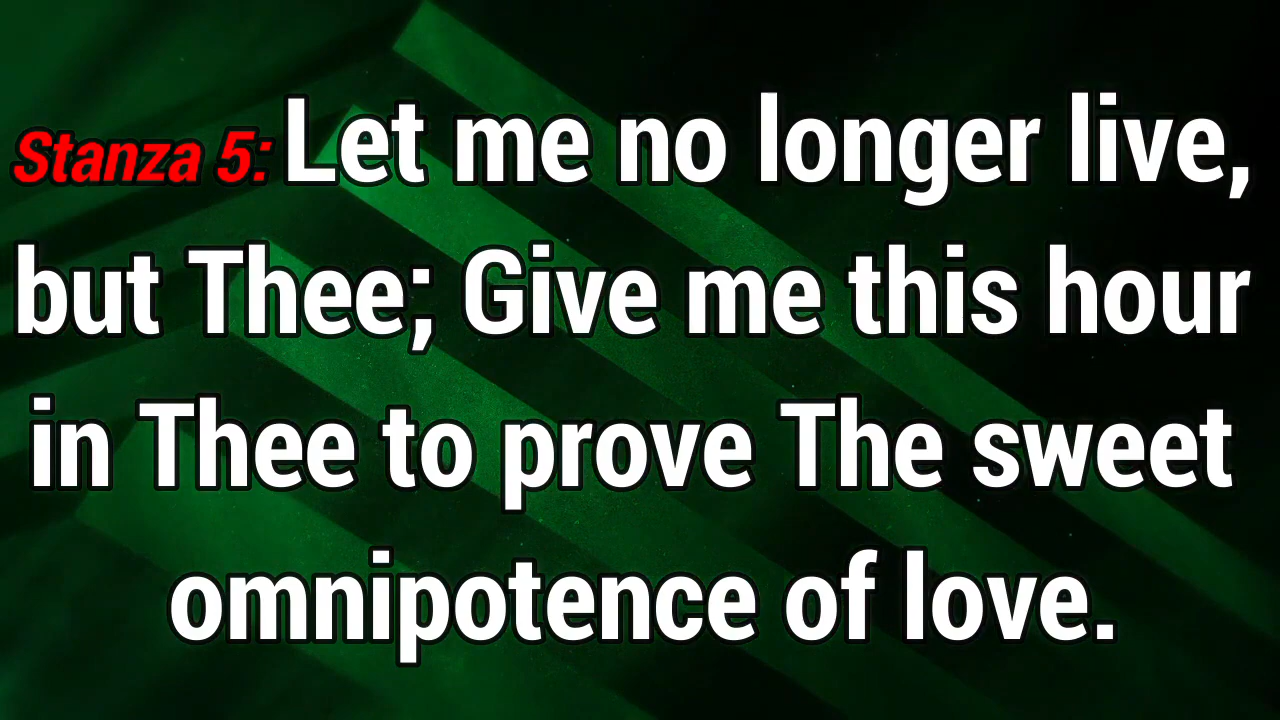 Stanza 5: Let me no longer live,
but Thee; Give me this hour
in Thee to prove The sweet
omnipotence of love.